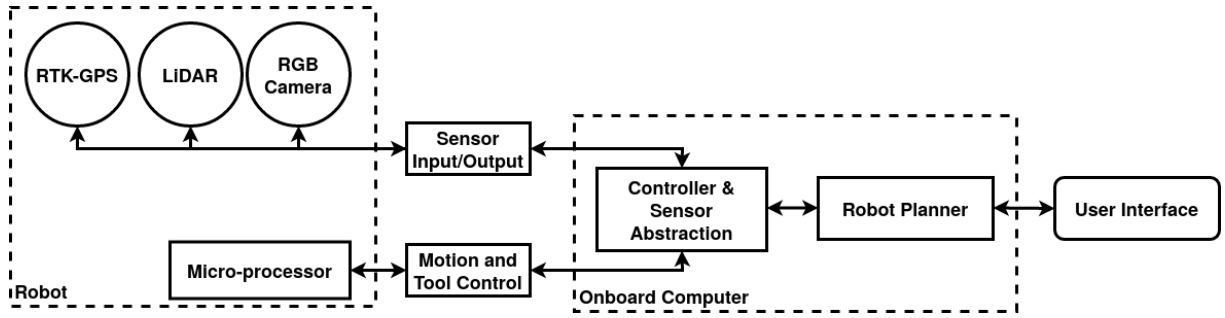 RTK-GPS
LiDAR
RGB
Camera
Sensor
Input/Output
Controller &
Sensor
Abstraction
Robot Planner
User Interface
Micro-processor
Motion and
Tool Control
Robot
Onboard Computer